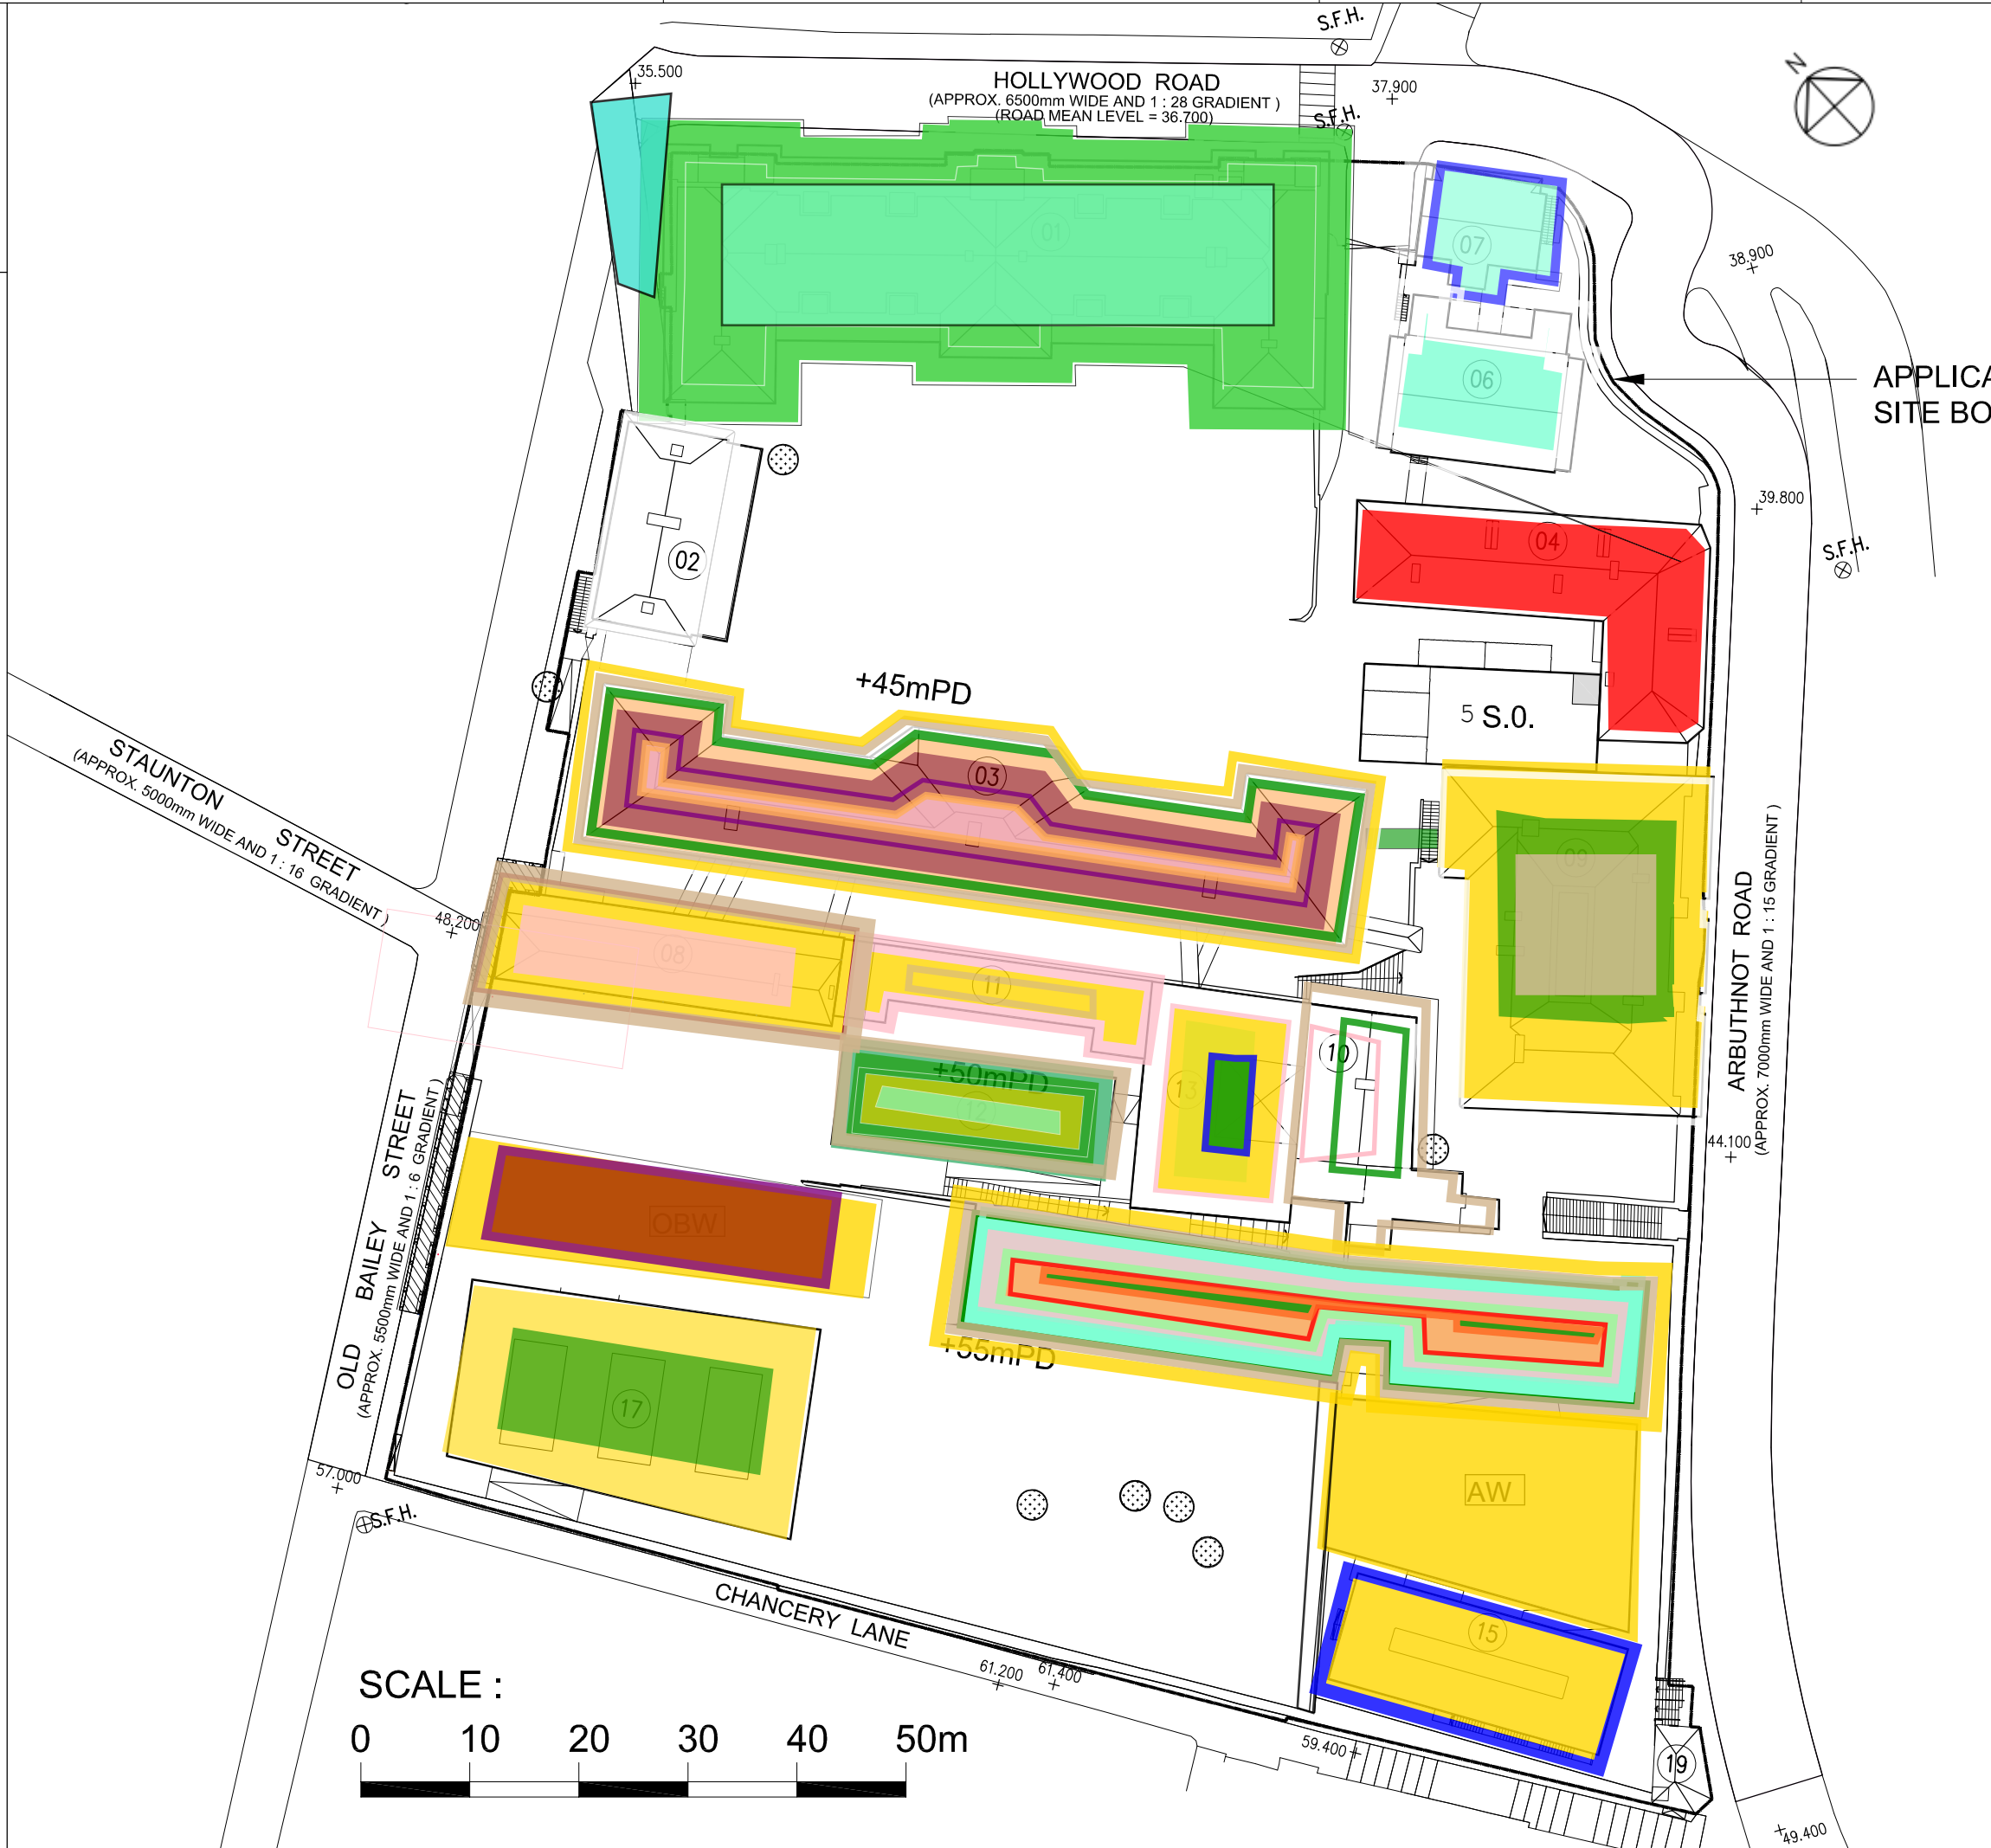 S.F.H.
35.500
HOLLYWOOD ROAD
(APPROX. 6500mm WIDE AND 1 : 28 GRADIENT )
(ROAD MEAN LEVEL = 36.700)
37.900
S.F.H.
N
01
07
38.900
06
APPLICA
SITE BO
39.800
04
S.F.H.
02
5 S.O.
+45mPD
03
STAUNTON STREET
(APPROX. 5000mm WIDE AND 1 : 16 GRADIENT )
09
48.200
08
11
10
ARBUTHNOT ROAD
(APPROX. 7000mm WIDE AND 1 : 15 GRADIENT )
+50mPD
12
13
44.100
OLD BAILEY STREET
(APPROX. 5500mm WIDE AND 1 : 6 GRADIENT )
OBW
+55mPD
17
57.000
S.F.H.
AW
CHANCERY LANE
15
61.200
61.400
59.400
19
49.400
SCALE :
0 10 20 30 40 50m